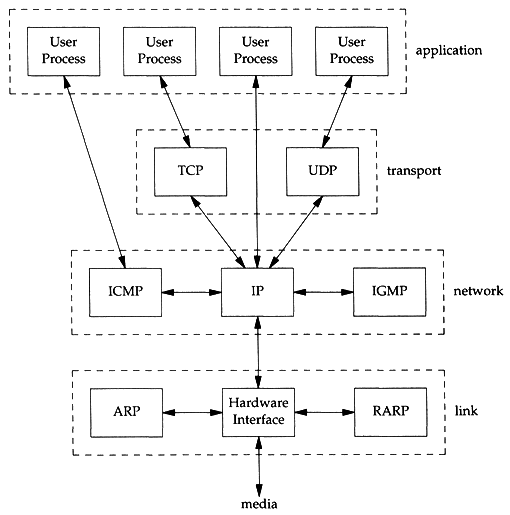 User
Process
User
Process
User
Process
User
Process
application
TCP
UDP
transport
ICMP
IP
IGMP
network
ARP
Hardware
Interface
RARP
link
media